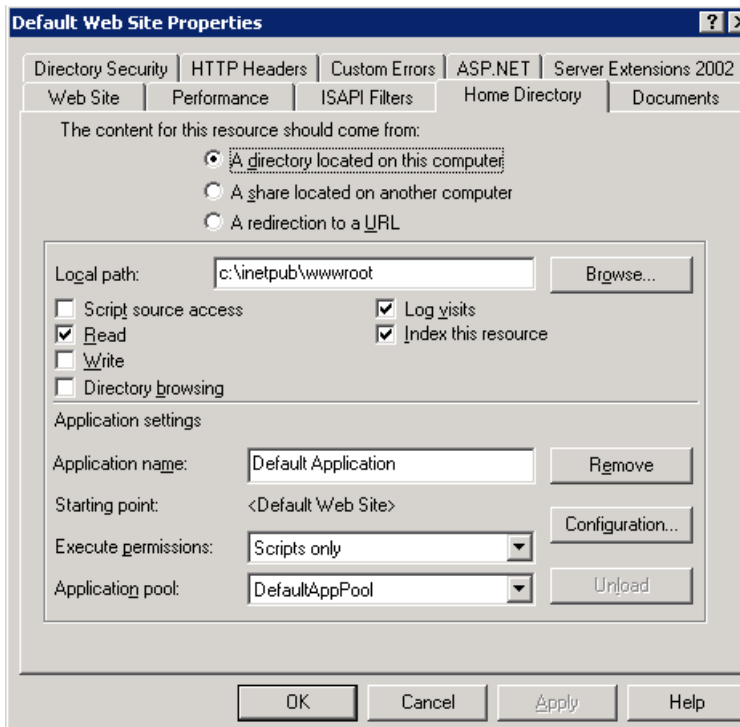 Default Web Site Properties
Directory Security HTTP Headers Custom Errors ASP.NET Server Extensions 2002
Web Site Performance ISAPI Filters Home Directory Documents
The content for this resource should come from:
A directory located on this computer
A share located on another computer
A redirection to a URL
Local path: c:\inetpub\wwwroot Browse...
Script source access Log visits
Read Index this resource
Write
Directory browsing
Application settings
Application name: Default Application Remove
Starting point: <Default Web Site>
Configuration...
Execute permissions: Scripts only
Application pool: DefaultAppPool Unload
OK Cancel Apply Help